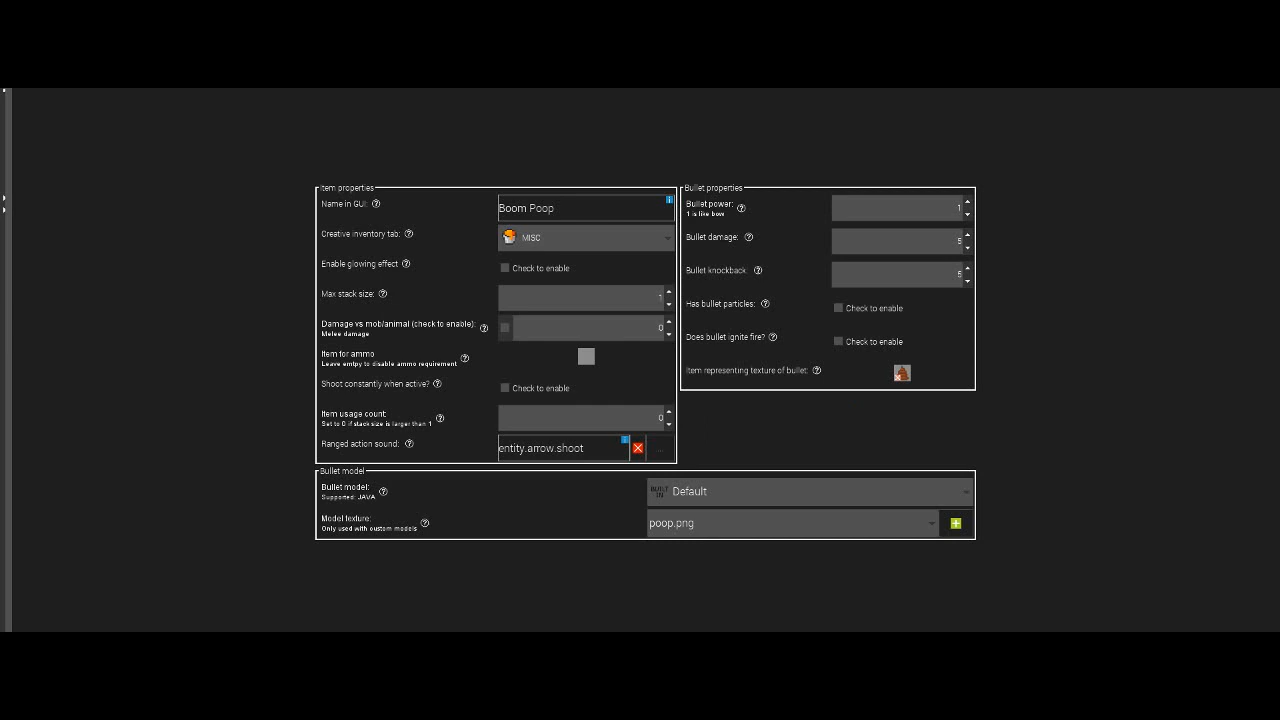 Item properties
Name in GUI:
Boom Poop
Creative inventory tab:
MISC
Enable glowing effect
Check to enable
Max stack size:
1
Damage vs mob/animal (check to enable):
Melee damage
0
Item for ammo
Leave emtpy to disable ammo requirement
Shoot constantly when active?
Check to enable
Item usage count:
Set to 0 if stack size is larger than 1
0
Ranged action sound:
entity.arrow.shoot
...
Bullet properties
Bullet power:
1 is like bow
1
Bullet damage:
5
Bullet knockback:
5
Has bullet particles:
Check to enable
Does bullet ignite fire?
Check to enable
Item representing texture of bullet:
Bullet model
Bullet model:
Supported: JAVA
BUILT
IN
Default
Model texture:
Only used with custom models
poop.png